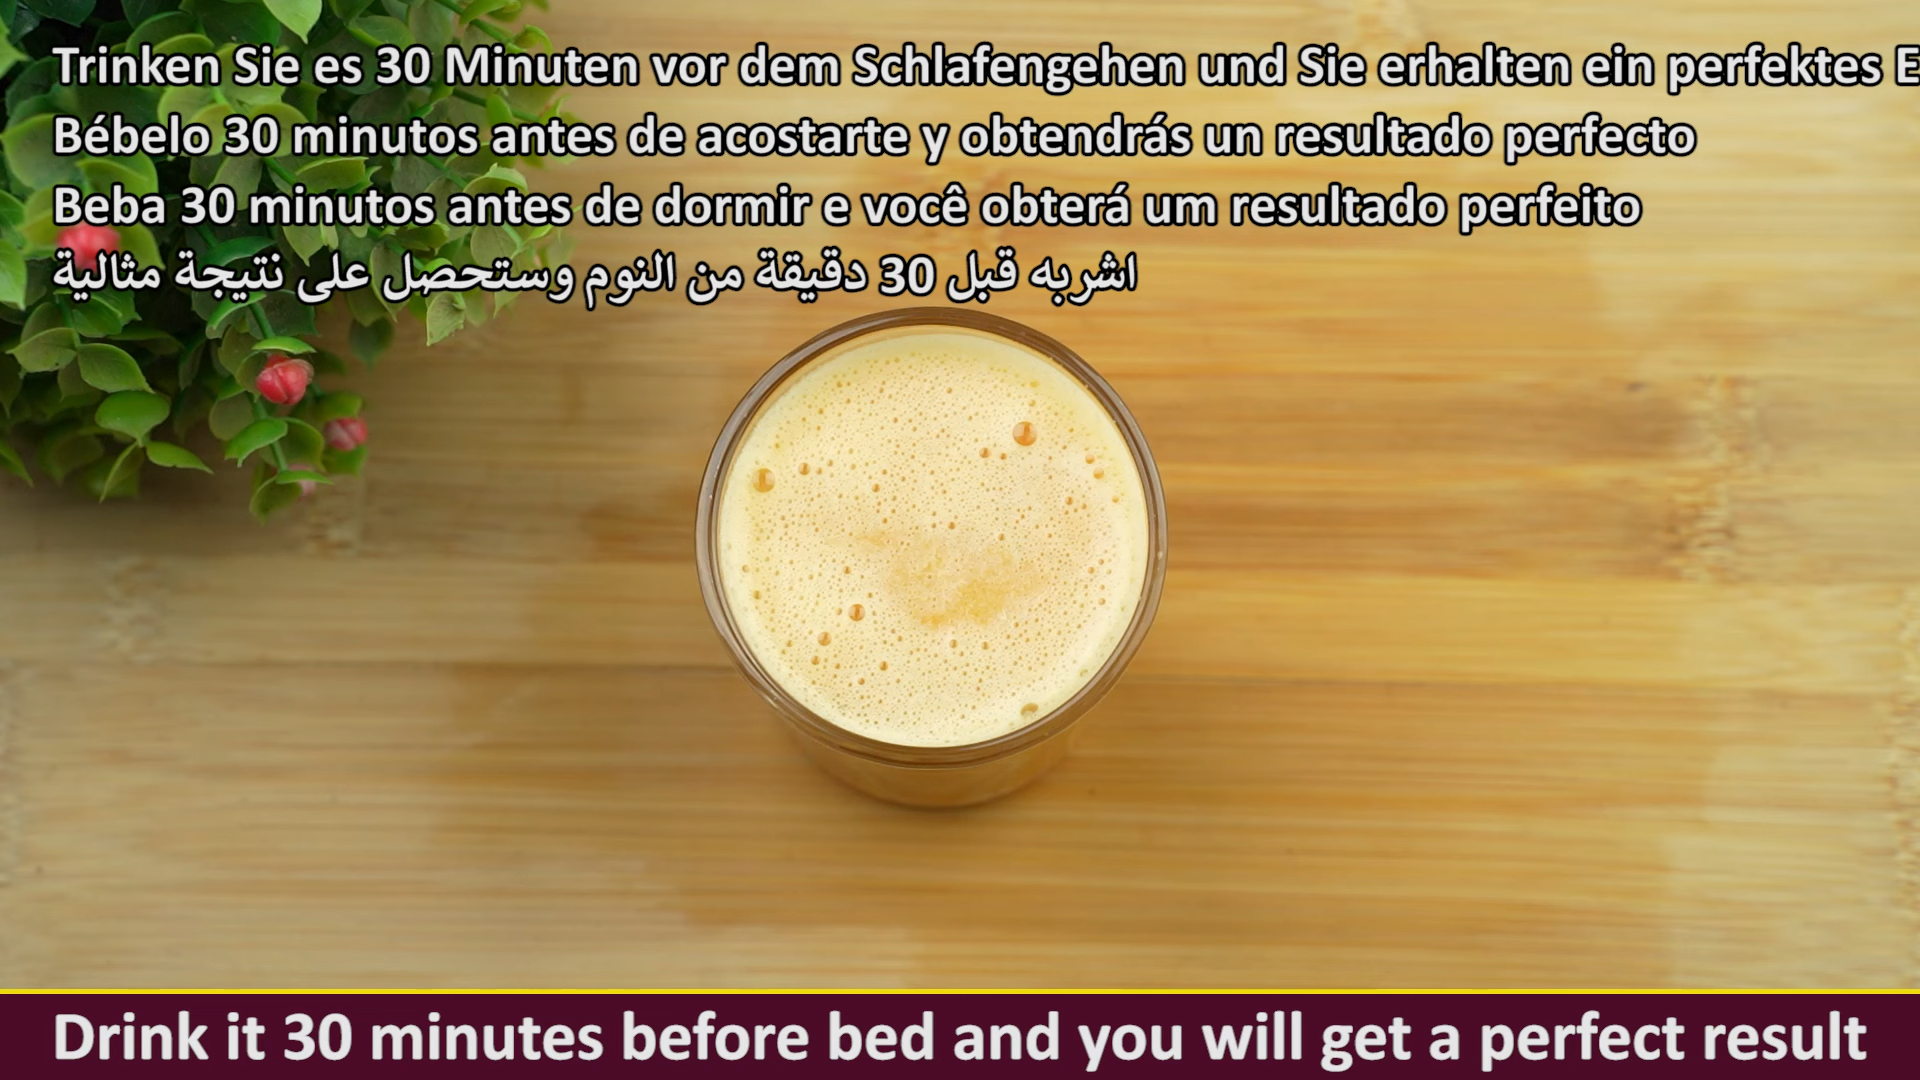 Trinken Sie es 30 Minuten vor dem Schlafengehen und Sie erhalten ein perfektes
Bébelo 30 minutos antes de acostarte y obtendrás un resultado perfecto
Beba 30 minutos antes de dormir e você obterá um resultado perfeito
اشربه قبل 30 دقيقة من النوم وستحصل على نتيجة مثالية
Drink it 30 minutes before bed and you will get a perfect result